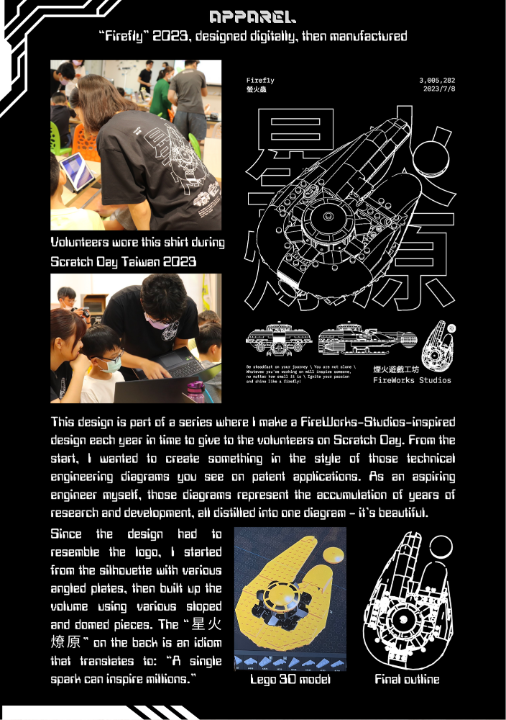 APPAREL
“Firefly” 2023, designed digitally, then manufactured
Firefly
螢火蟲
3,005,282
2023/7/8
星火
燎原
Volunteers wore this shirt during
Scratch Day Taiwan 2023
Be steadfast on your journey \ You are not alone \
Whatever you're working on will inspire someone,
no matter how small it is \ Ignite your passion
and shine like a firefly!
煙火遊戲工坊
FireWorks Studios
This design is part of a series where I make a FireWorks-Studios-inspired
design each year in time to give to the volunteers on Scratch Day. From the
start, I wanted to create something in the style of those technical
engineering diagrams you see on patent applications. As an aspiring
engineer myself, those diagrams represent the accumulation of years of
research and development, all distilled into one diagram - it's beautiful.
Since the design had to
resemble the logo, I started
from the silhouette with various
angled plates, then built up the
volume using various sloped
and domed pieces. The “星火
燎原” on the back is an idiom
that translates to: “A single
spark can inspire millions.”
Lego 3D model
Final outline